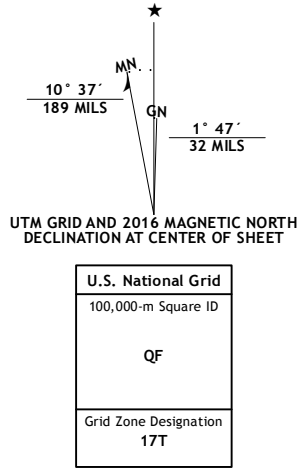 ★
MN
10° 37´
189 MILS
GN
1° 47´
32 MILS
UTM GRID AND 2016 MAGNETIC NORTH
DECLINATION AT CENTER OF SHEET
U.S. National Grid
100,000-m Square ID
QF
Grid Zone Designation
17T